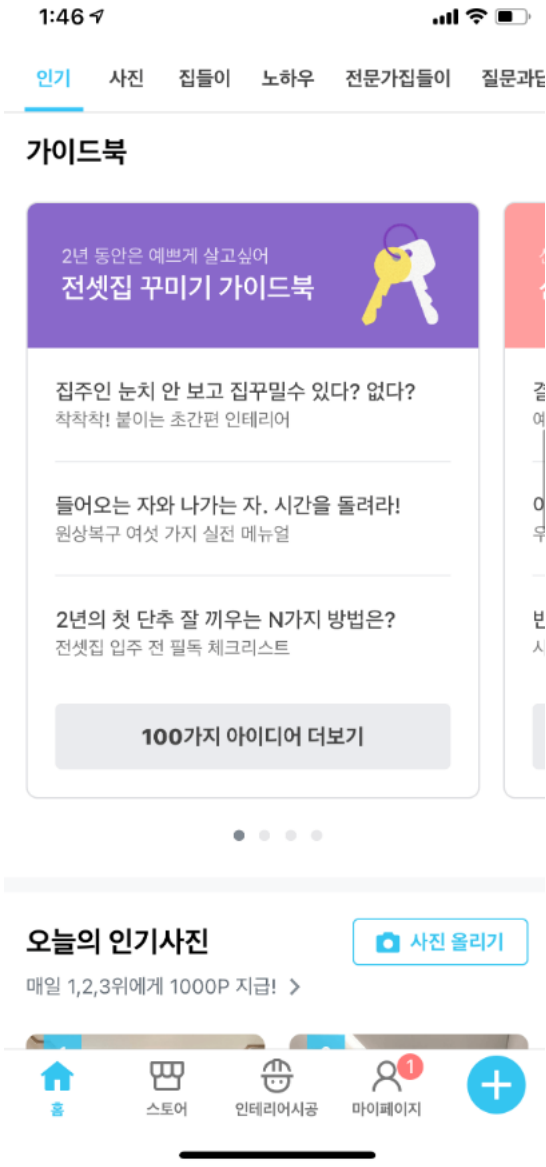 1:46
인기 사진 집들이 노하우 전문가집들이 질문과답
가이드북
2년 동안은 예쁘게 살고싶어
전셋집 꾸미기 가이드북
집주인 눈치 안 보고 집꾸밀수 있다? 없다?
착착착! 붙이는 초간편 인테리어
들어오는 자와 나가는 자. 시간을 돌려라!
원상복구 여섯 가지 실전 메뉴얼
2년의 첫 단추 잘 끼우는 N가지 방법은?
전셋집 입주 전 필독 체크리스트
100가지 아이디어 더보기
오늘의 인기사진
사진 올리기
매일 1,2,3위에게 1000P 지급! >
홈 스토어 인테리어시공 마이페이지 1